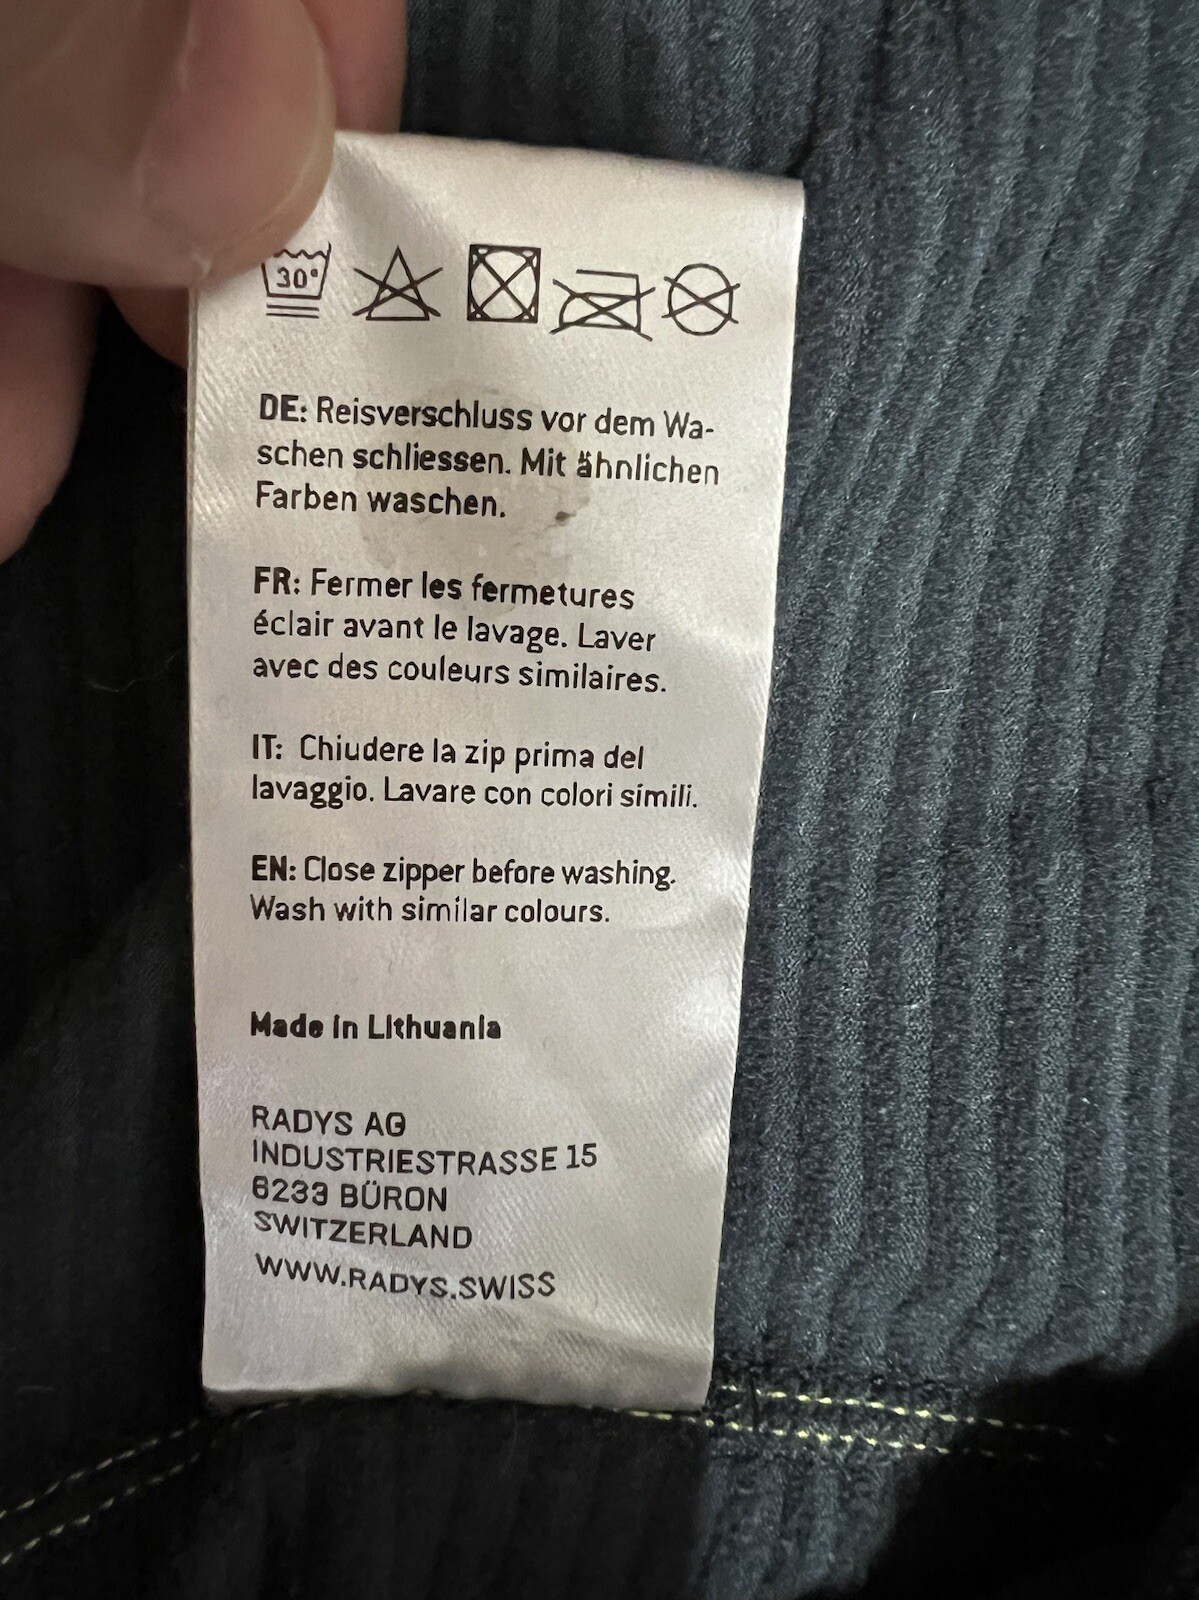 30°
DE: Reisverschluss vor dem Wa-
schen schliessen. Mit ähnlichen
Farben waschen.
FR: Fermer les fermetures
éclair avant le lavage. Laver
avec des couleurs similaires.
IT: Chiudere la zip prima del
lavaggio. Lavare con colori simili.
EN: Close zipper before washing.
Wash with similar colours.
Made in Lithuania
RADYS AG
INDUSTRIESTRASSE 15
6233 BÜRON
SWITZERLAND
WWW.RADYS.SWISS